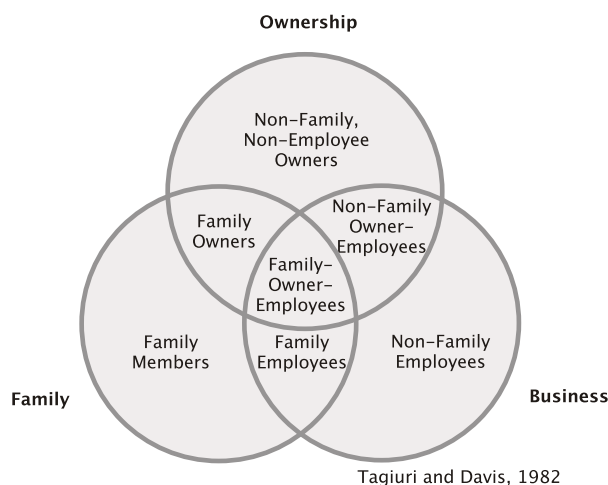 Ownership
Non-Family,
Non-Employee
Owners
Family
Owners
Non-Family
Owner-
Employees
Family-
Owner-
Employees
Family
Members
Family
Employees
Non-Family
Employees
Family
Business
Tagiuri and Davis, 1982